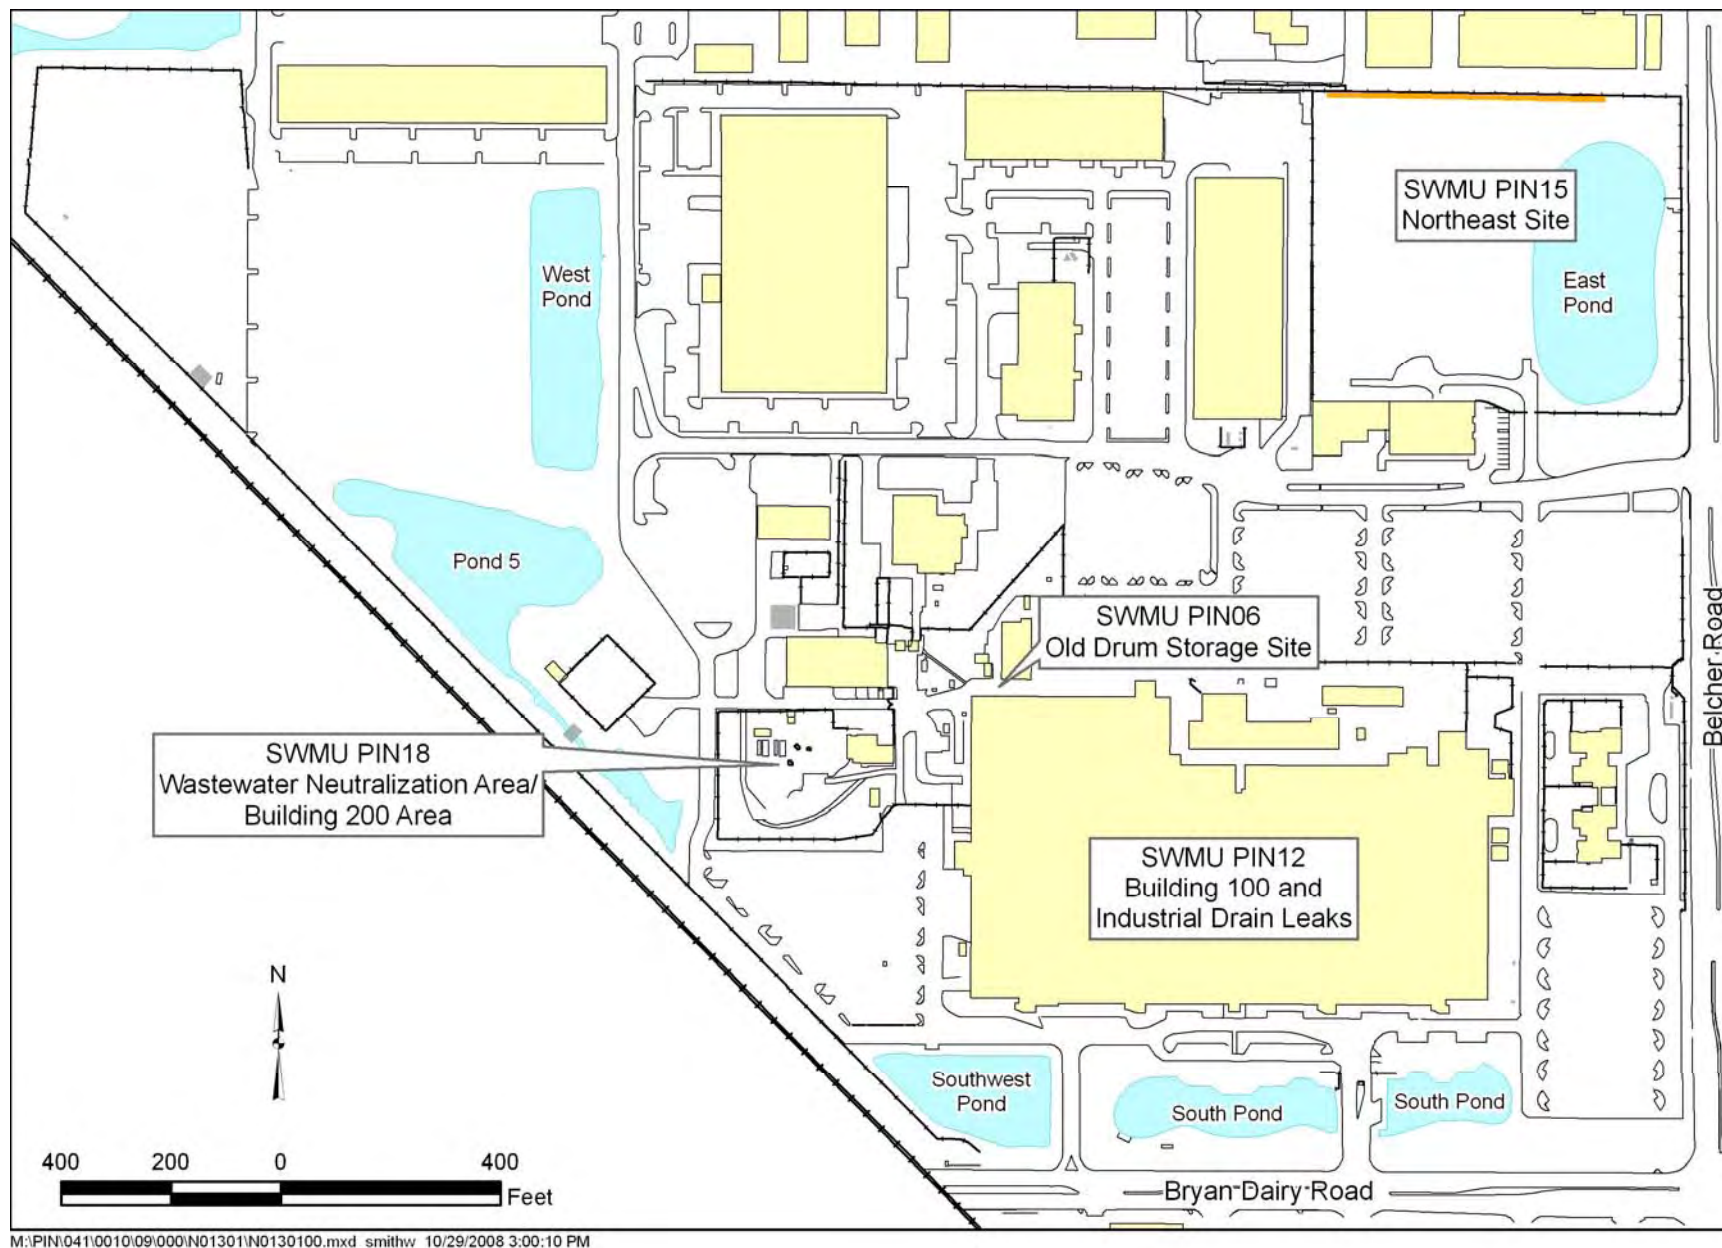 SWMU PIN15
Northeast Site
West
Pond
East
Pond
Pond 5
SWMU PIN06
Old Drum Storage Site
Belcher Road
SWMU PIN18
Wastewater Neutralization Area/
Building 200 Area
SWMU PIN12
Building 100 and
Industrial Drain Leaks
N
Southwest
Pond
South Pond
South Pond
400 200 0 400
Feet
Bryan Dairy Road
M:\PIN\041\0010\09\000\N01301\N0130100.mxd smithw 10/29/2008 3:00:10 PM